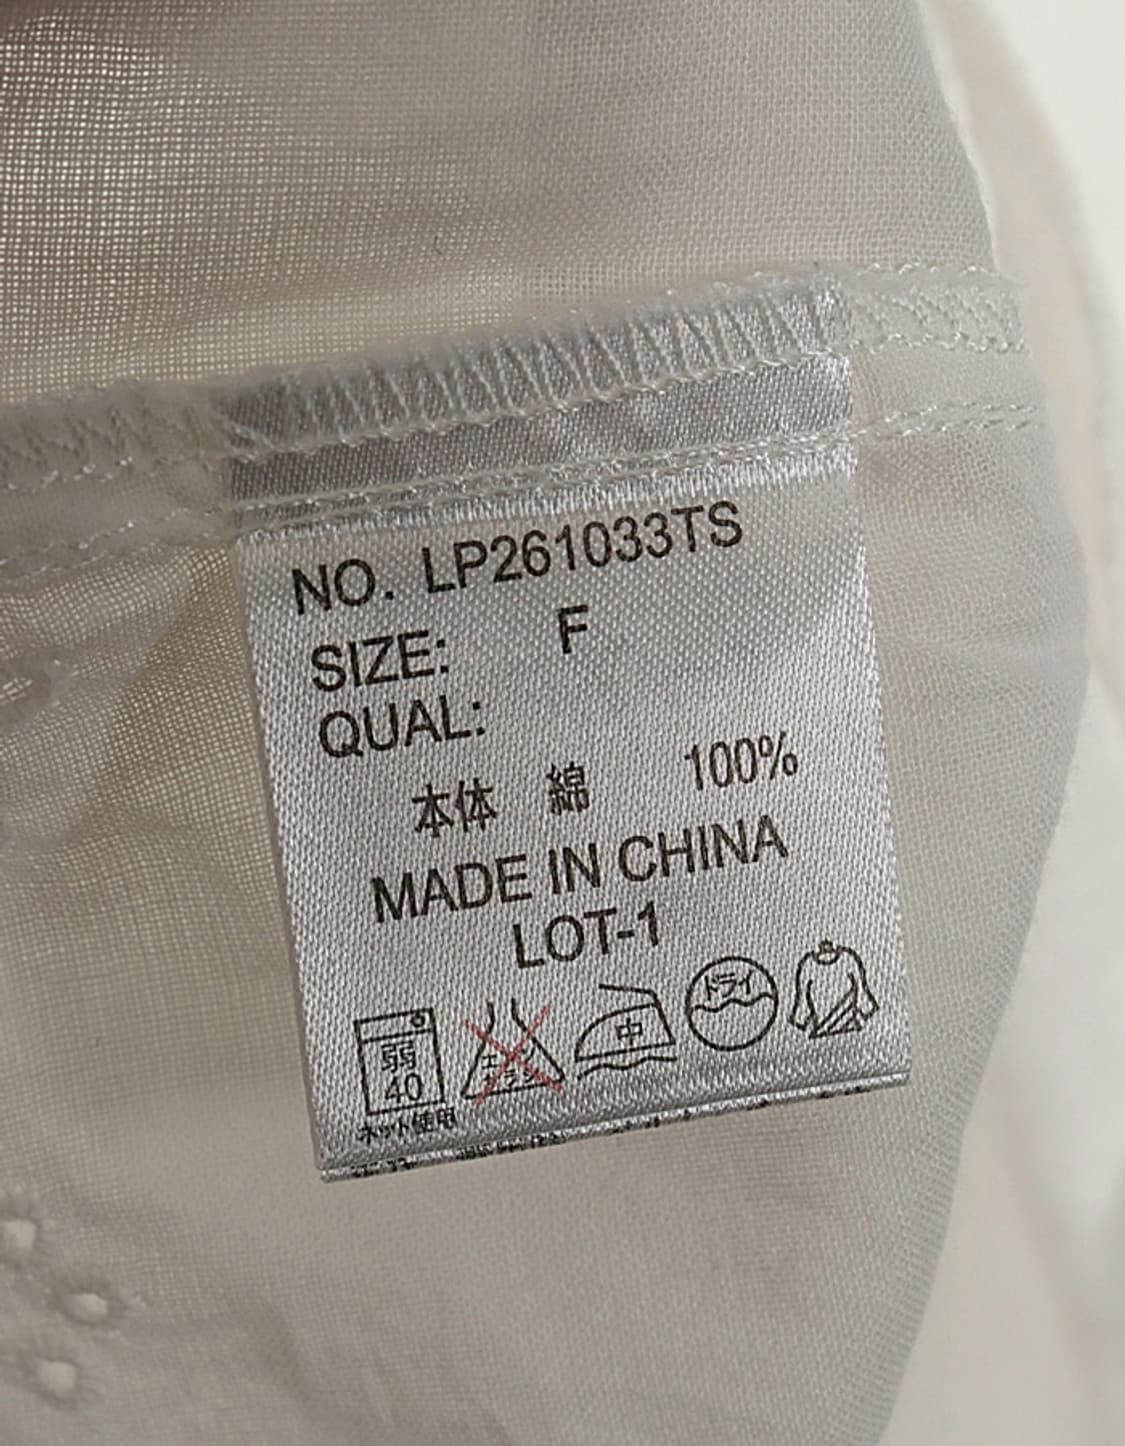 NO. LP261033TS
SIZE: F
QUAL:
本体 綿 100%
MADE IN CHINA
LOT-1
弱 40
中
ドライ
ネット使用